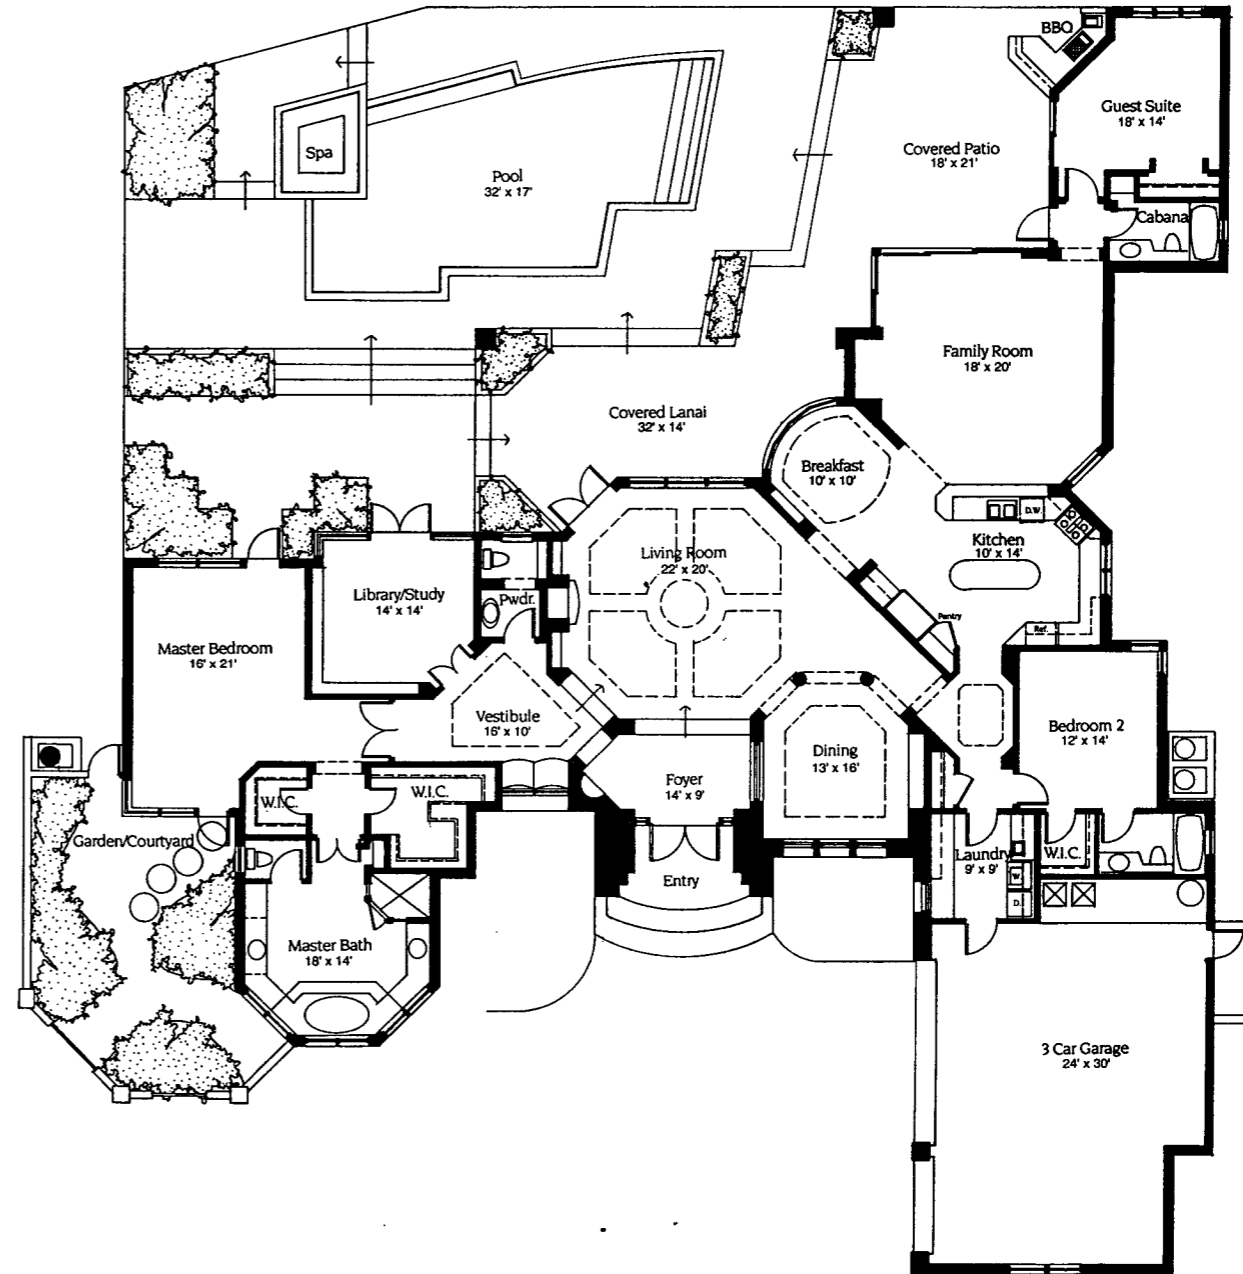 BBQ
Guest Suite
18' x 14'
Spa
Covered Patio
18' x 21'
Pool
32' x 17'
Cabana
Family Room
18' x 20'
Covered Lanai
32' x 14'
Breakfast
10' x 10'
D.W.
Kitchen
10' x 14'
Living Room
22' x 20'
Library/Study
14' x 14'
Pwdr.
Pantry
Ref.
Master Bedroom
16' x 21'
Vestibule
16' x 10'
Bedroom 2
12' x 14'
Dining
13' x 16'
Foyer
14' x 9'
W.I.C.
W.I.C.
Garden/Courtyard
Laundry
9' x 9'
W.I.C.
W.
D.
Entry
Master Bath
18' x 14'
3 Car Garage
24' x 30'